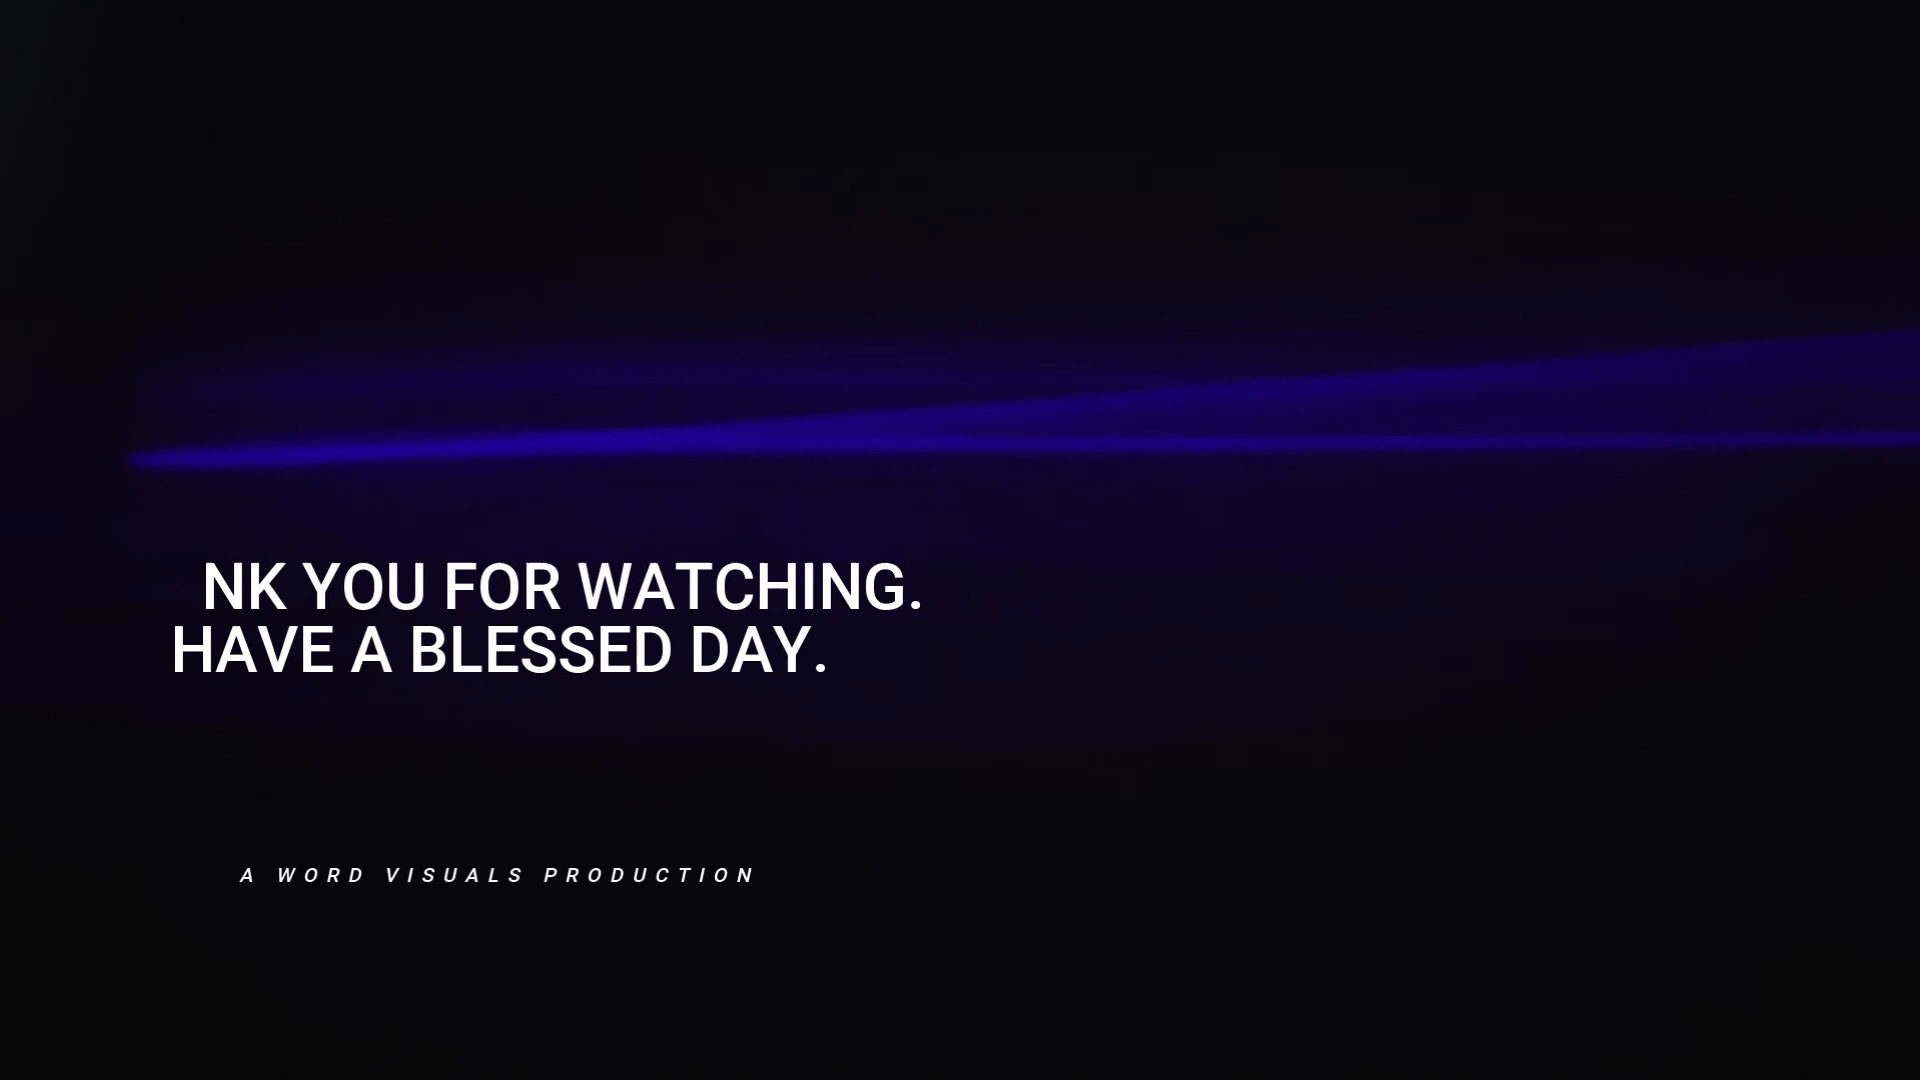 NK YOU FOR WATCHING.
HAVE A BLESSED DAY.
A WORD VISUALS PRODUCTION